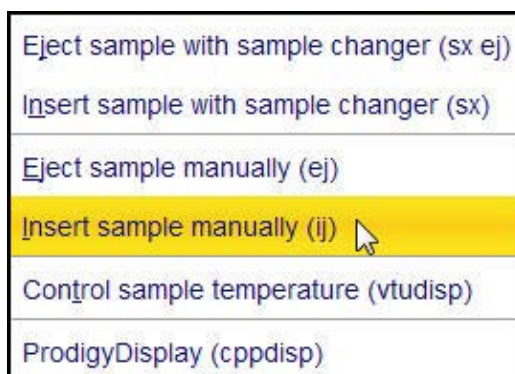 Eject sample with sample changer (sx ej)
Insert sample with sample changer (sx)
Eject sample manually (ej)
Insert sample manually (ij)
Control sample temperature (vtudisp)
ProdigyDisplay (cppdisp)